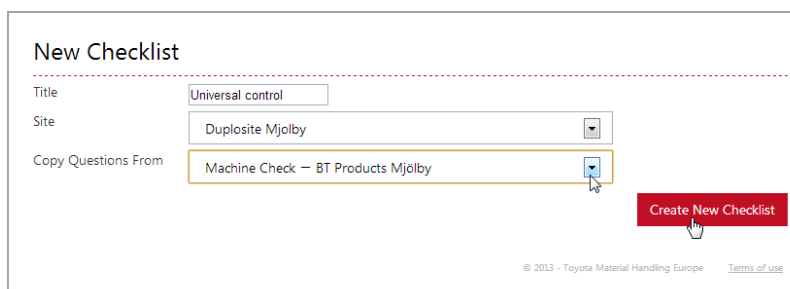 New Checklist
Title Universal control
Site Duplosite Mjolby
Copy Questions From Machine Check — BT Products Mjölby
Create New Checklist
© 2013 - Toyota Material Handling Europe Terms of use